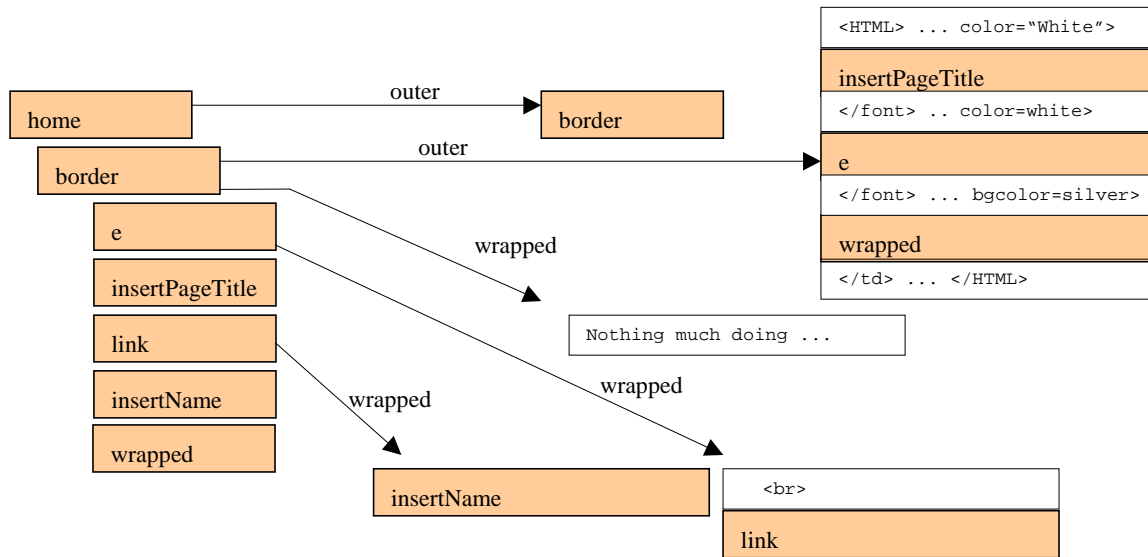 <HTML> ... color=“White”>
insertPageTitle
outer
home
border
</font> .. color=white>
outer
border
e
</font> ... bgcolor=silver>
e
wrapped
wrapped
insertPageTitle
</td> ... </HTML>
link
Nothing much doing ...
wrapped
insertName
wrapped
wrapped
insertName
<br>
link